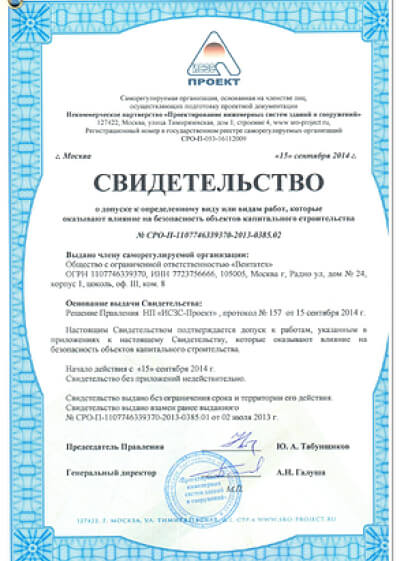 ИСЗС
ПРОЕКТ
Саморегулируемая организация, основанная на членстве лиц,
осуществляющих подготовку проектной документации
Некоммерческое партнерство «Проектирование инженерных систем зданий и сооружений»
127422, Москва, улица Тимирязевская, дом 1, строение 4, www. sro-project.ru,
Регистрационный номер в государственном реестре саморегулируемых организаций
СРО-П-033-16112009
г. Москва «15» сентября 2014 г.
СВИДЕТЕЛЬСТВО
о допуске к определенному виду или видам работ, которые
оказывают влияние на безопасность объектов капитального строительства
№ СРО-П-1107746339370-2013-0385.02
Выдано члену саморегулируемой организации:
Общество с ограниченной ответственностью «Вентатех»
ОГРН 1107746339370, ИНН 7723756666, 105005, Москва г, Радио ул, дом № 24,
корпус 1, цоколь, оф. III, ком. 8
Основание выдачи Свидетельства:
Решение Правления НП «ИСЗС-Проект», протокол № 157 от 15 сентября 2014 г.
Настоящим Свидетельством подтверждается допуск к работам, указанным в
приложениях к настоящему Свидетельству, которые оказывают влияние на
безопасность объектов капитального строительства.
Начало действия с «15» сентября 2014 г.
Свидетельство без приложений недействительно.
Свидетельство выдано без ограничения срока и территории его действия.
Свидетельство выдано взамен ранее выданного
№ СРО-П-1107746339370-2013-0385.01 от 02 июля 2013 г.
Председатель Правления Ю. А. Табунщиков
Генеральный директор А.Н. Галуша
«Проектирование
инженерных
систем зданий
и сооружений»
М.П.
127422, Г. МОСКВА, УЛ. ТИМИРЯЗЕВСКАЯ, Д.1, СТР.4 WWW.SRO-PROJECT.RU